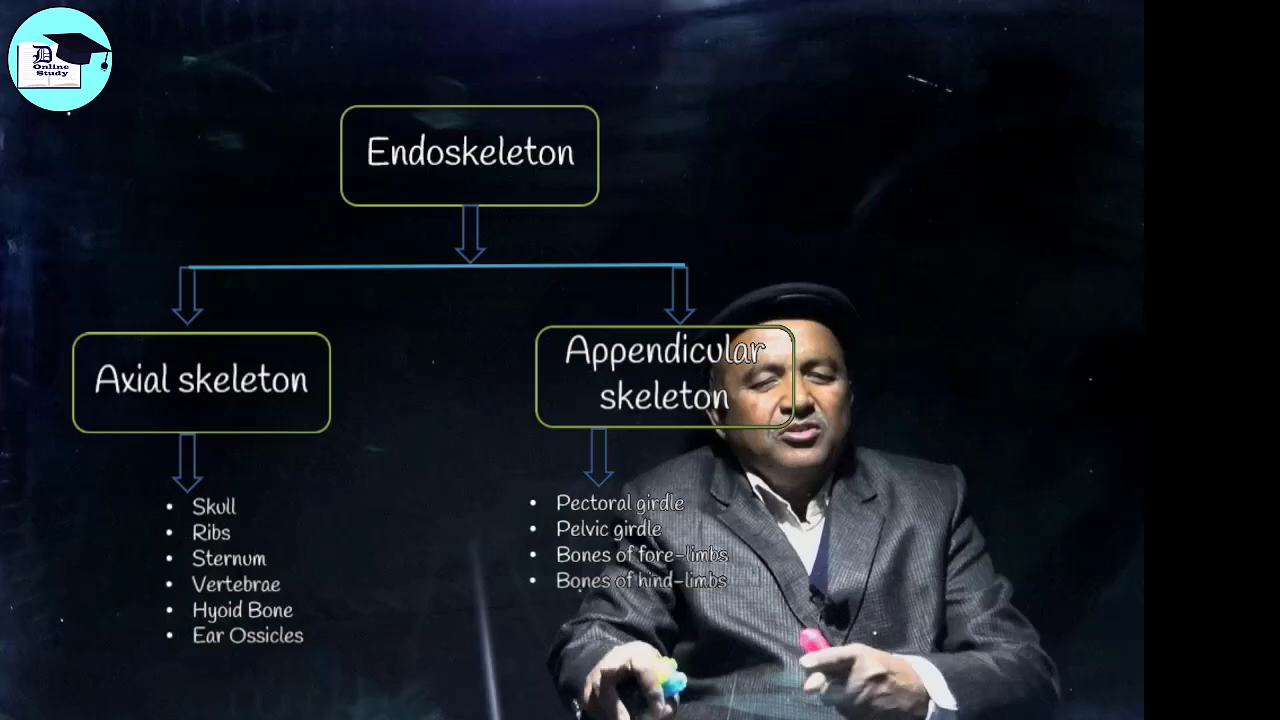 D
Online
Study
Endoskeleton
Axial skeleton
Appendicular
skeleton
• Skull
• Ribs
• Sternum
• Vertebrae
• Hyoid Bone
• Ear Ossicles
• Pectoral girdle
• Pelvic girdle
• Bones of fore-limbs
• Bones of hind-limbs